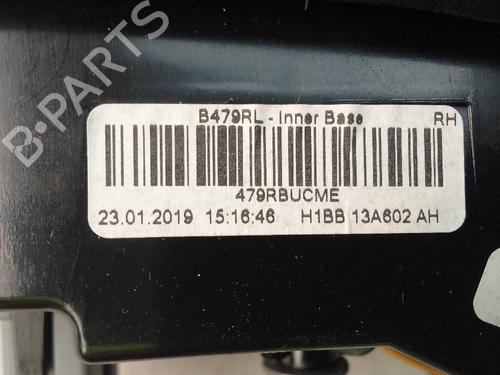 B-PARTS
B479RL - Inner Base RH
479RBUCME
23.01.2019 15:16:46 H1BB 13A602 AH